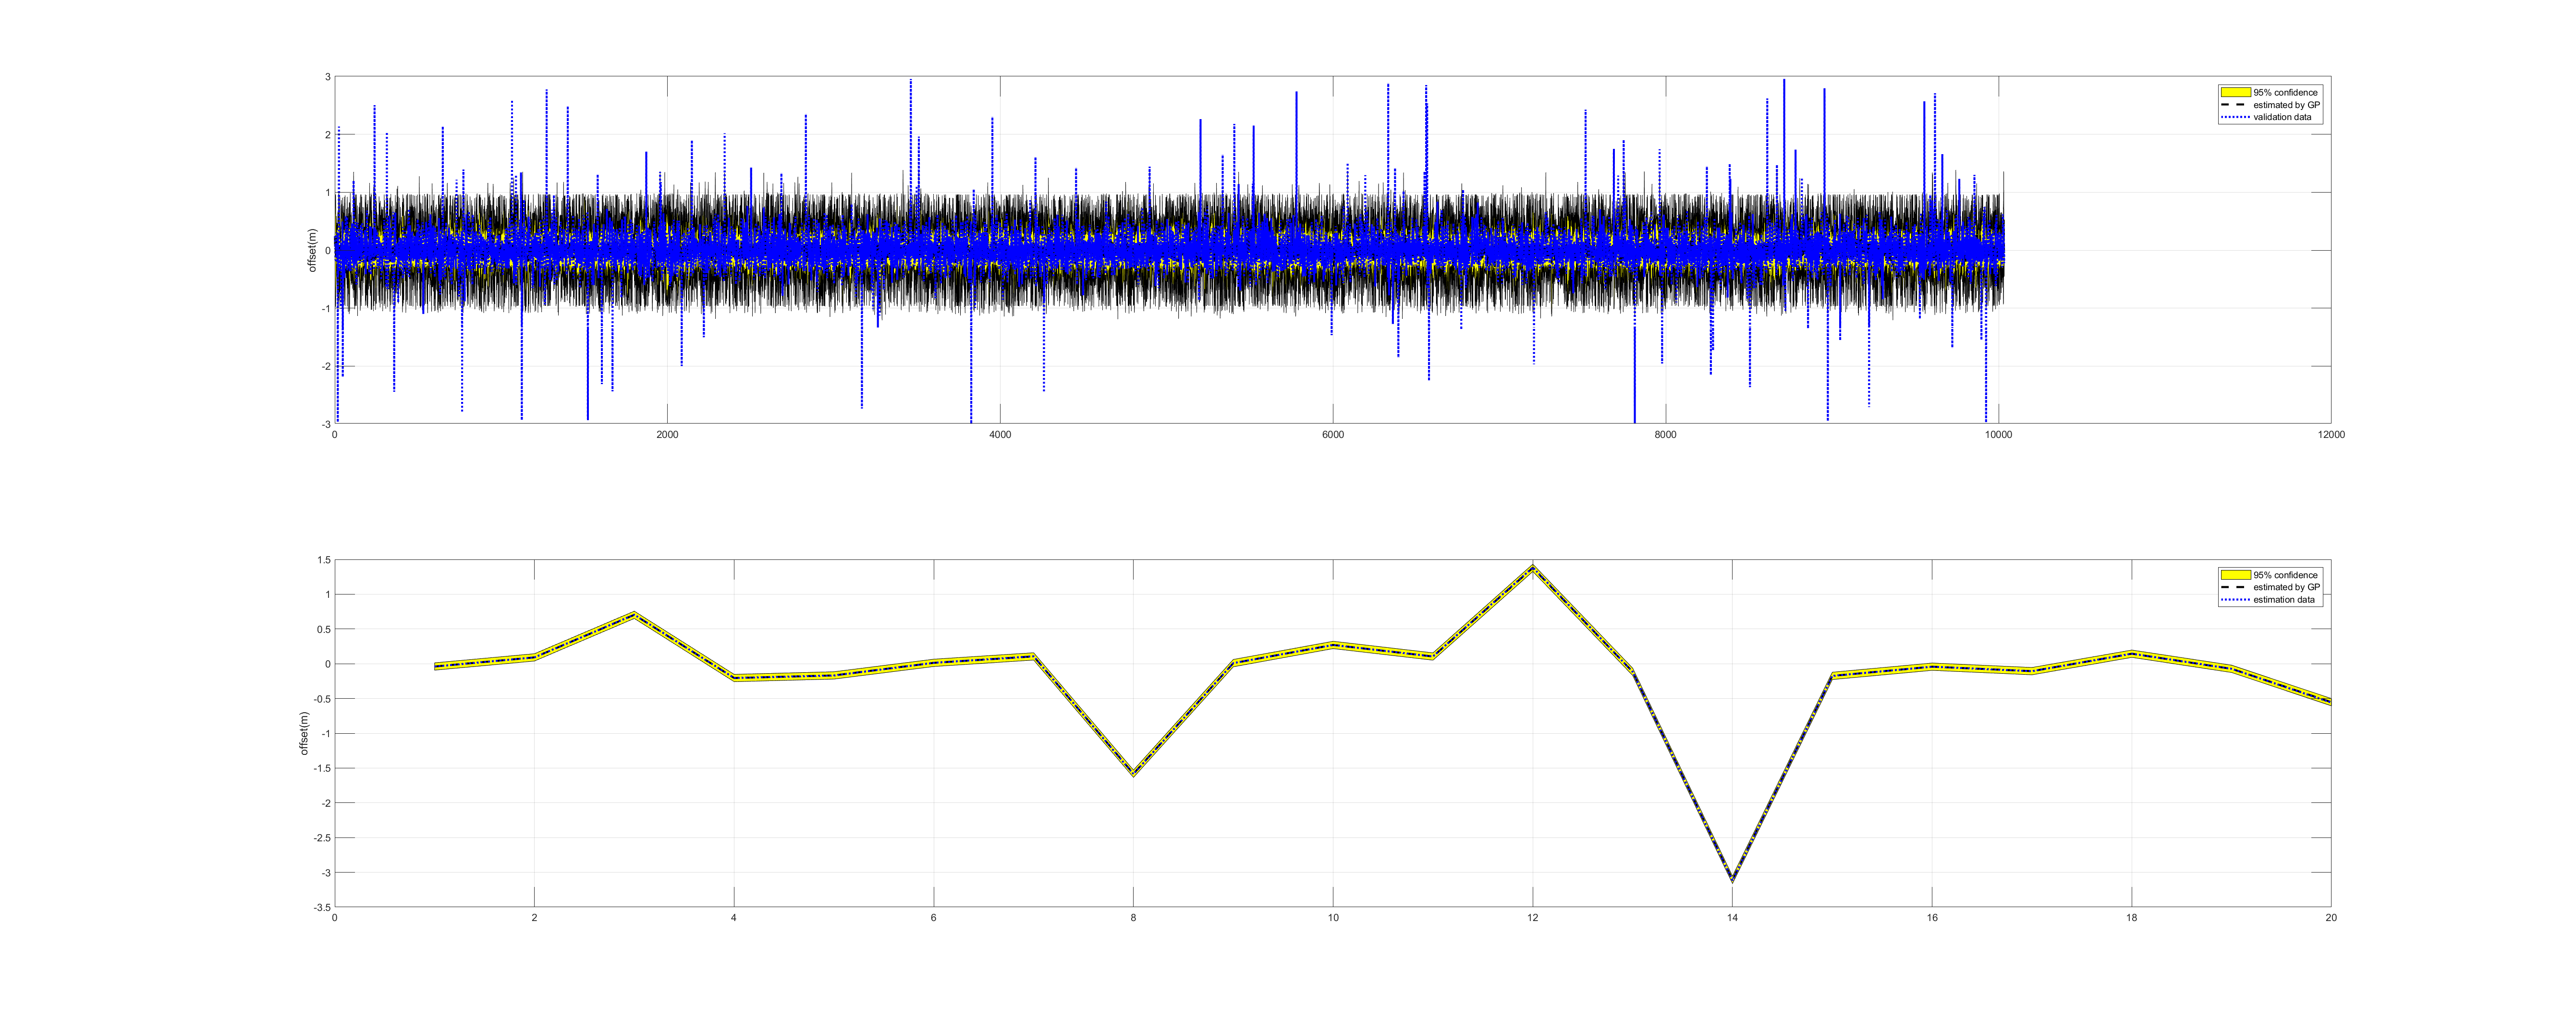 3
2
1
0
-1
-2
-3
offset(m)
0 2000 4000 6000 8000 10000 12000
95% confidence
estimated by GP
validation data
1.5
1
0.5
0
-0.5
-1
-1.5
-2
-2.5
-3
-3.5
offset(m)
0 2 4 6 8 10 12 14 16 18 20
95% confidence
estimated by GP
estimation data